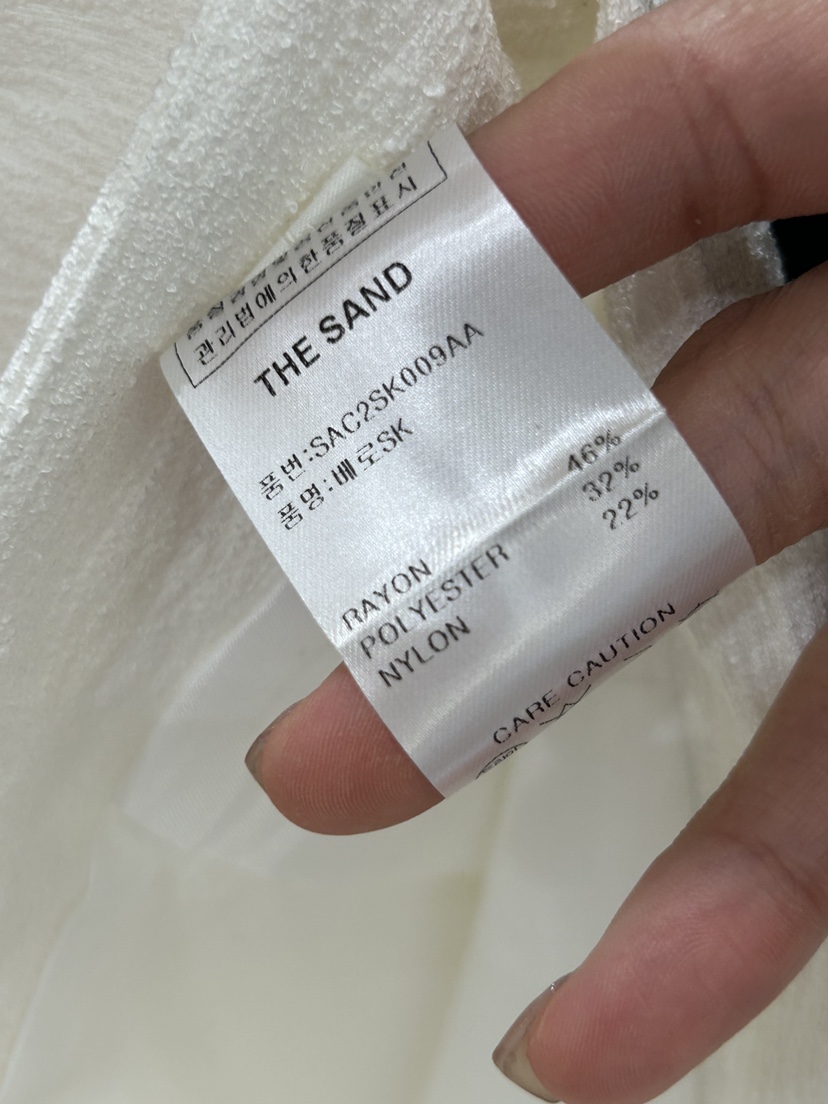 관리법에의한품질표시
THE SAND
품번:SAC2SK009AA
품명:베로SK
RAYON 46%
POLYESTER 32%
NYLON 22%
CARE CAUTION